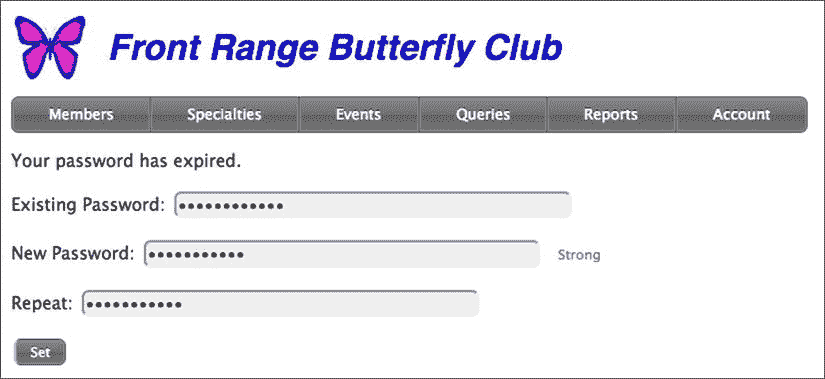 Front Range Butterfly Club
Members Specialties Events Queries Reports Account
Your password has expired.
Existing Password: ••••••••••••
New Password: ••••••••••• Strong
Repeat: •••••••••••
Set